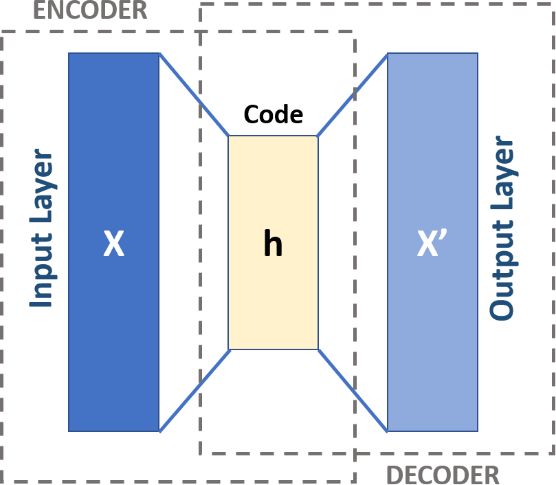 ENCODER
Code
Input Layer
X
h
X’
Output Layer
DECODER